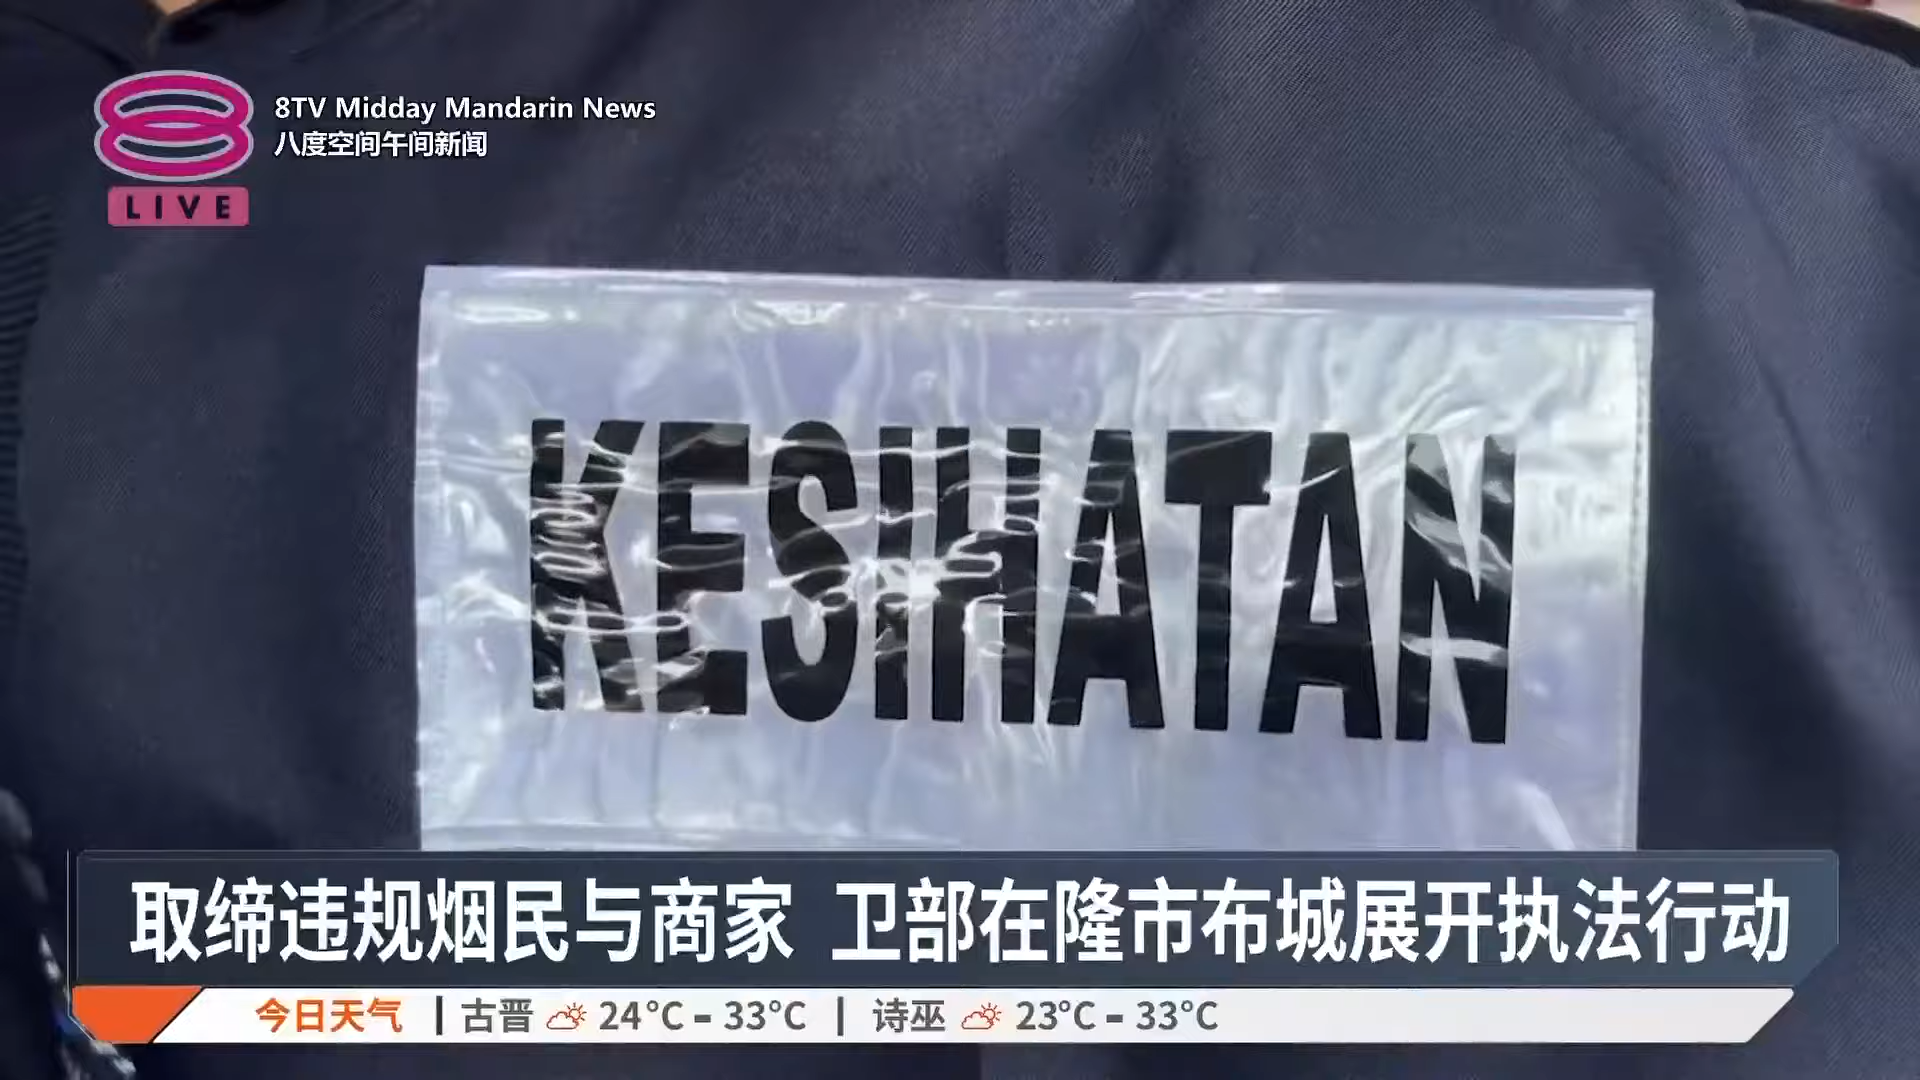 8TV Midday Mandarin News
八度空间午间新闻
LIVE
KESIHATAN
取缔违规烟民与商家 卫部在隆市布城展开执法行动
今日天气 | 古晋 24°C - 33°C | 诗巫 23°C - 33°C